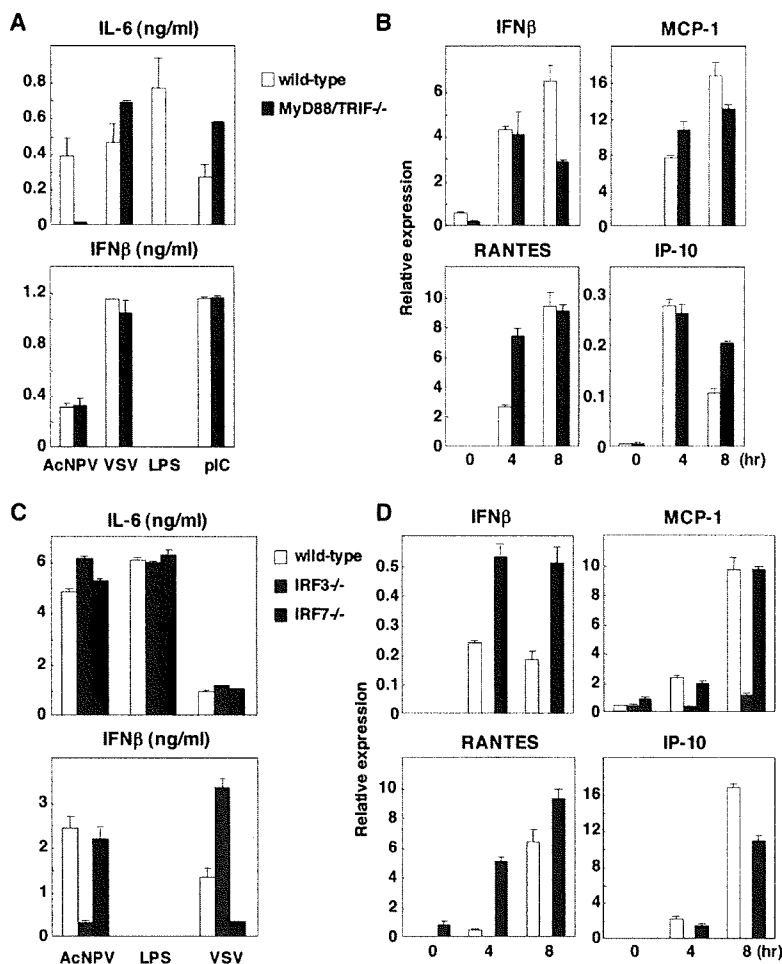 A
IL-6 (ng/ml)
0.8
0.6
0.4
0.2
0
wild-type
MyD88/TRIF-/-
IFNβ (ng/ml)
1.2
0.8
0.4
0
AcNPV VSV LPS pIC
B
Relative expression
IFNβ
6
4
2
0
MCP-1
16
12
8
4
0
RANTES
10
8
6
4
2
0
0 4 8
IP-10
0.3
0.2
0.1
0
0 4 8 (hr)
C
IL-6 (ng/ml)
6
4
2
0
wild-type
IRF3-/-
IRF7-/-
IFNβ (ng/ml)
3
2
1
0
AcNPV LPS VSV
D
Relative expression
IFNβ
0.5
0.4
0.3
0.2
0.1
0
MCP-1
10
8
6
4
2
0
RANTES
10
8
6
4
2
0
0 4 8
IP-10
16
12
8
4
0
0 4 8 (hr)